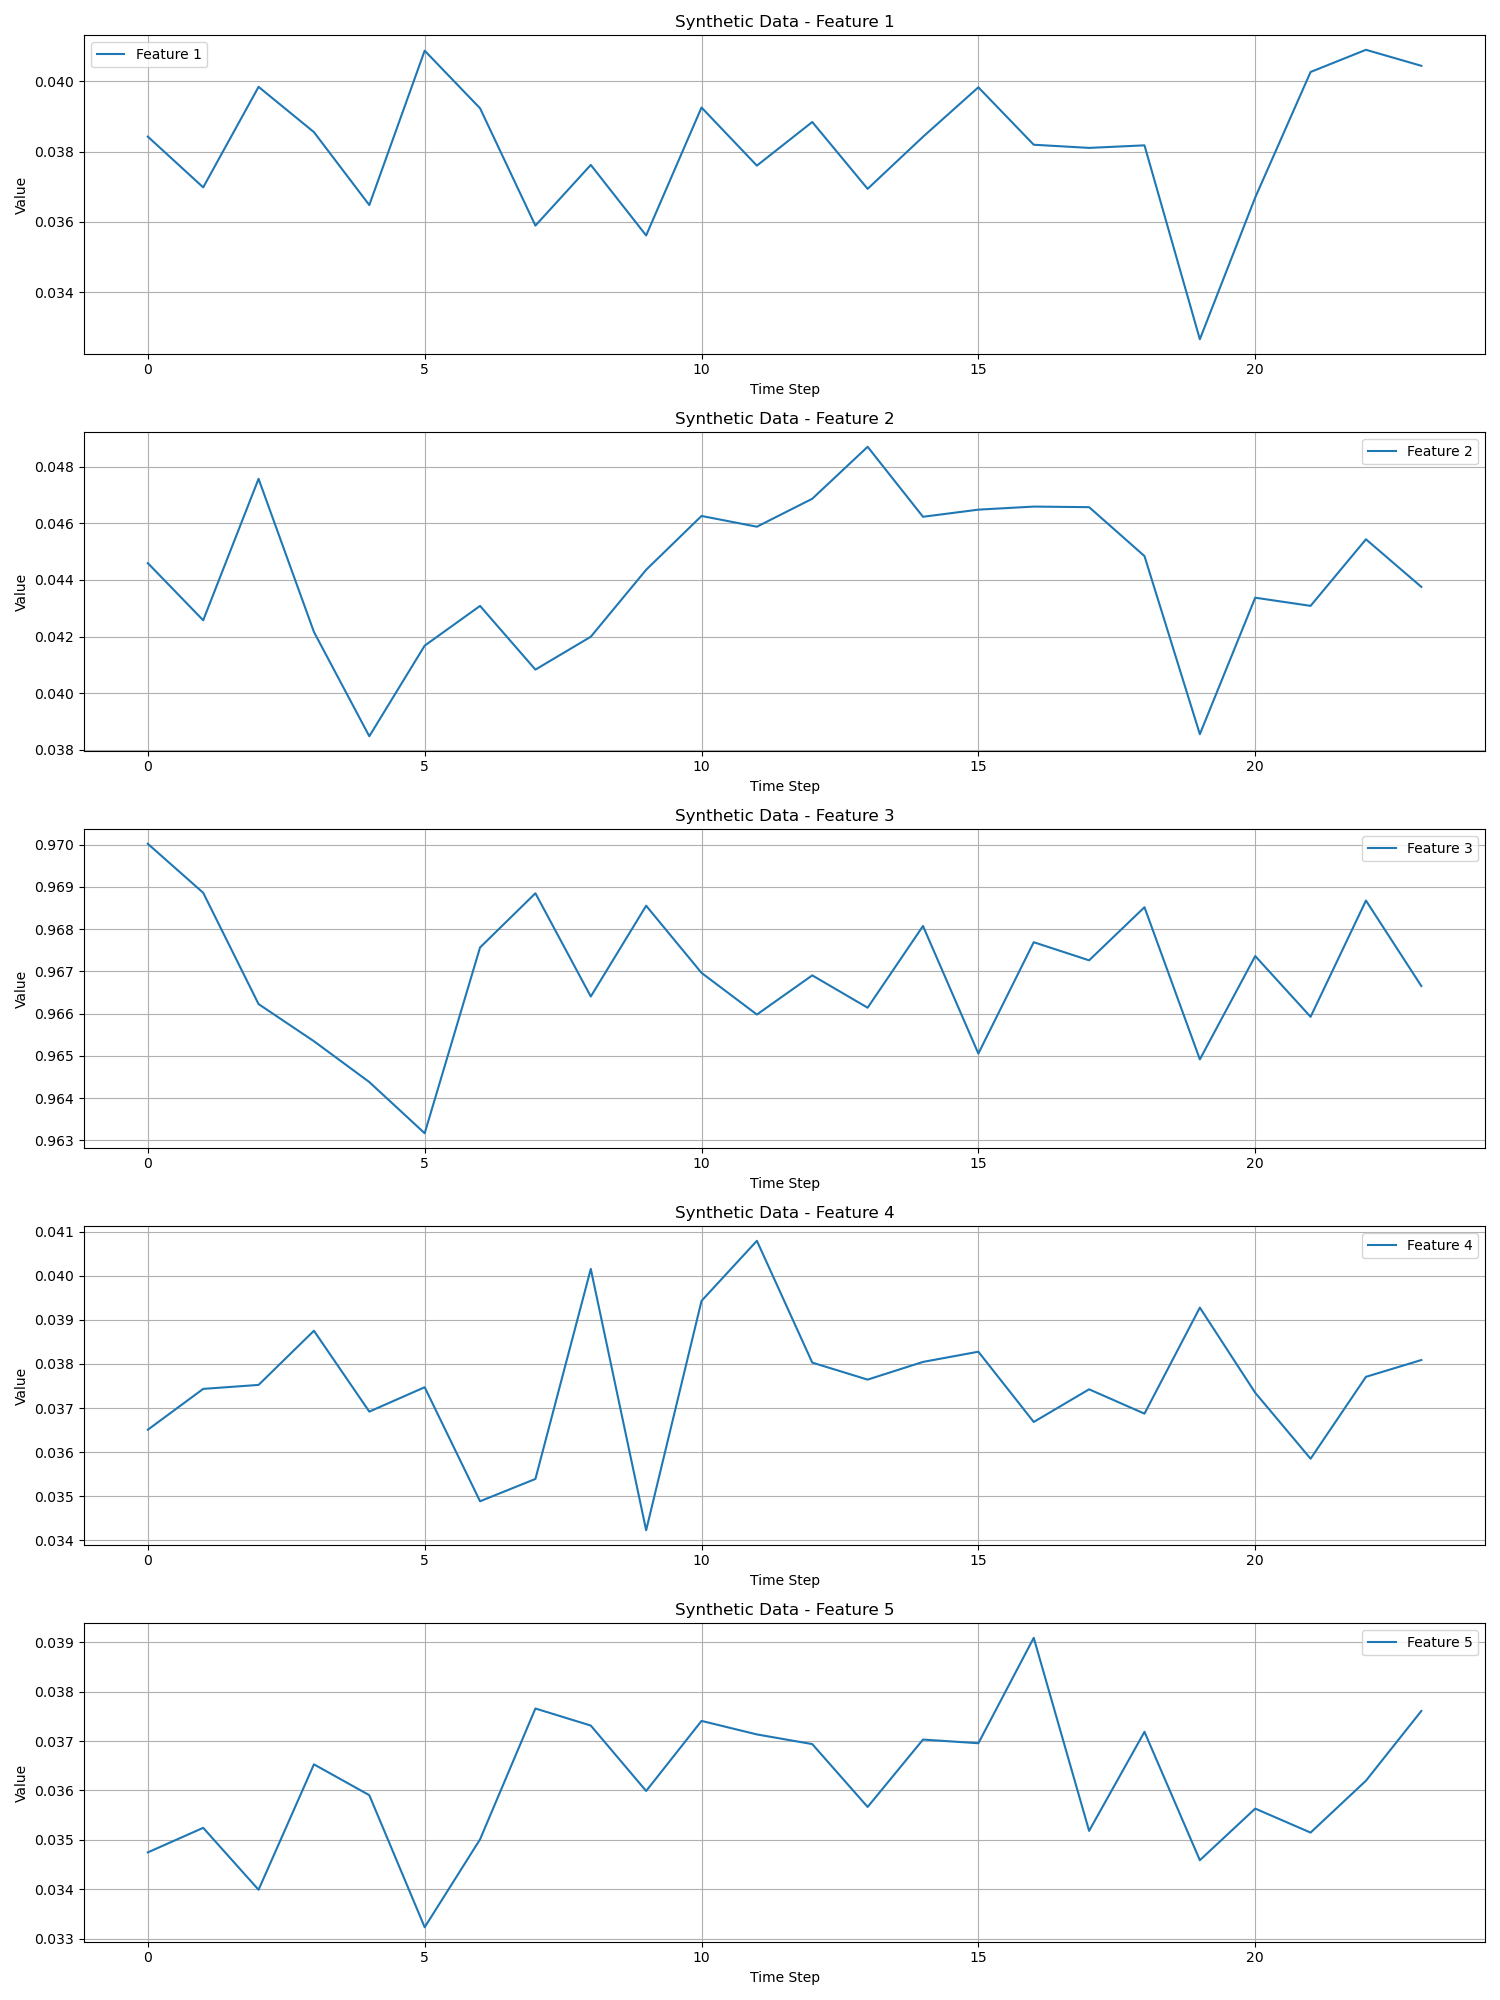 Synthetic Data - Feature 1
Feature 1
0.040
0.038
0.036
0.034
Value
0 5 10 15 20
Time Step
Synthetic Data - Feature 2
Feature 2
0.048
0.046
0.044
0.042
0.040
0.038
Value
0 5 10 15 20
Time Step
Synthetic Data - Feature 3
Feature 3
0.970
0.969
0.968
0.967
0.966
0.965
0.964
0.963
Value
0 5 10 15 20
Time Step
Synthetic Data - Feature 4
Feature 4
0.041
0.040
0.039
0.038
0.037
0.036
0.035
0.034
Value
0 5 10 15 20
Time Step
Synthetic Data - Feature 5
Feature 5
0.039
0.038
0.037
0.036
0.035
0.034
0.033
Value
0 5 10 15 20
Time Step